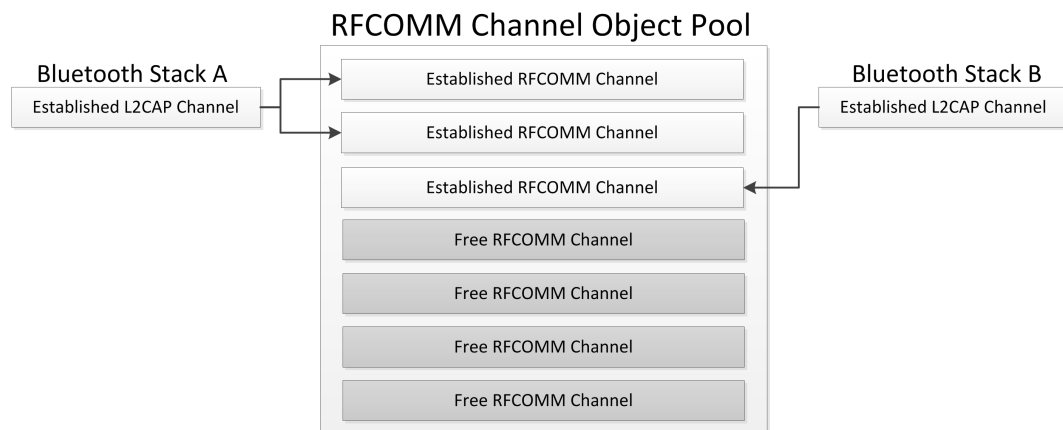 RFCOMM Channel Object Pool
Bluetooth Stack A
Established L2CAP Channel
Bluetooth Stack B
Established L2CAP Channel
Established RFCOMM Channel
Established RFCOMM Channel
Established RFCOMM Channel
Free RFCOMM Channel
Free RFCOMM Channel
Free RFCOMM Channel
Free RFCOMM Channel